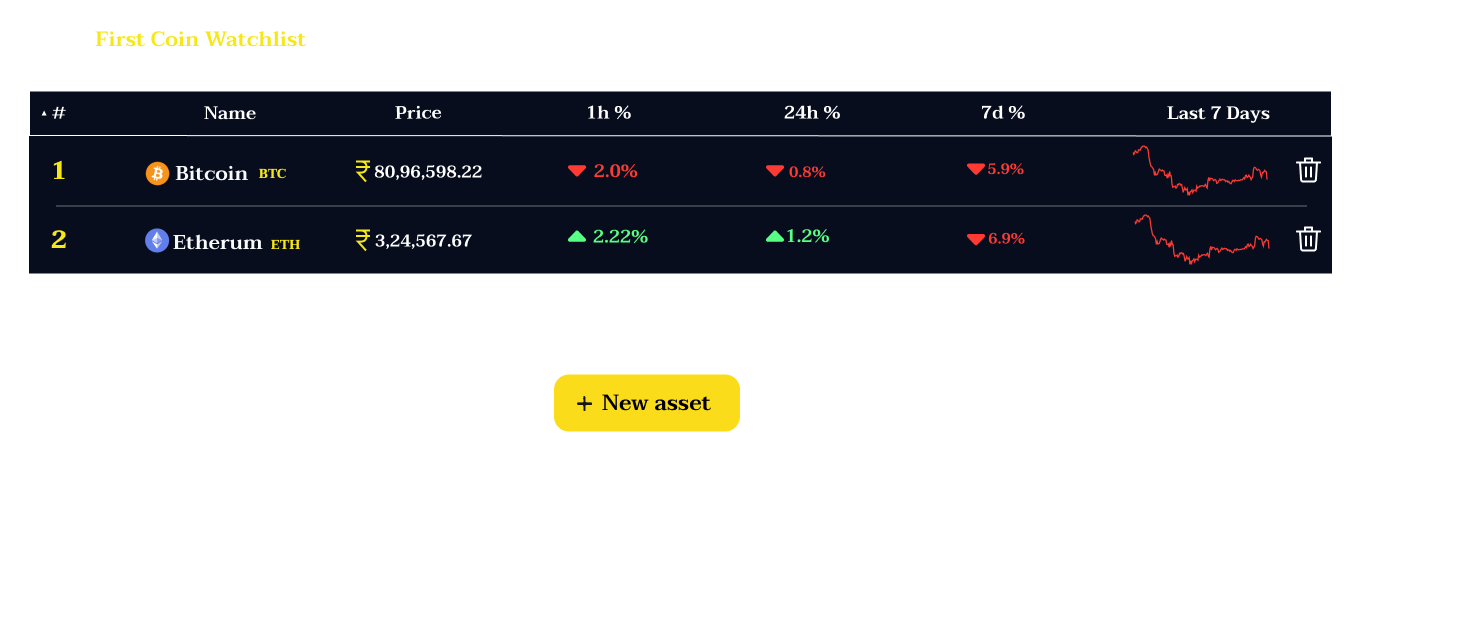 First Coin Watchlist
# Name Price 1h % 24h % 7d % Last 7 Days
1 Bitcoin BTC ₹ 80,96,598.22 2.0% 0.8% 5.9%
2 Etherum ETH ₹ 3,24,567.67 2.22% 1.2% 6.9%
+ New asset